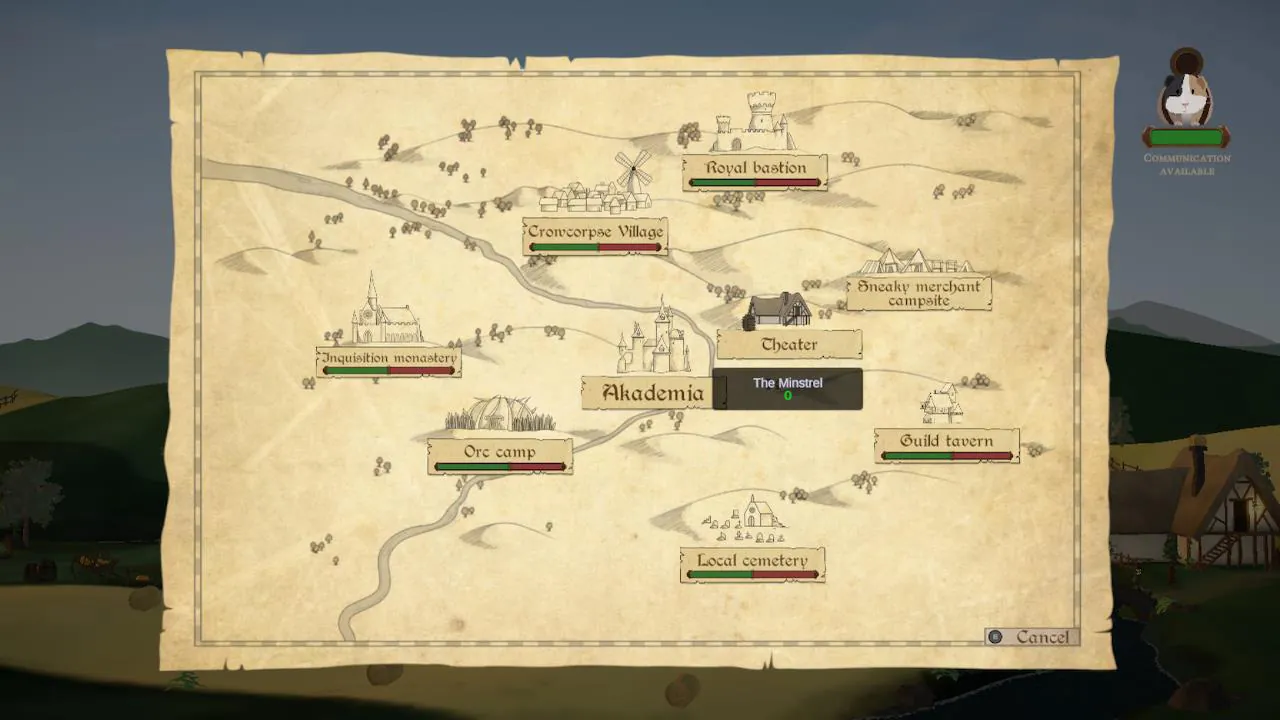 Royal bastion
COMMUNICATION
AVAILABLE
Crowcorpse Village
Sneaky merchant
campsite
Theater
Inquisition monastery
Akademia
The Minstrel
0
Guild tavern
Orc camp
Local cemetery
Cancel